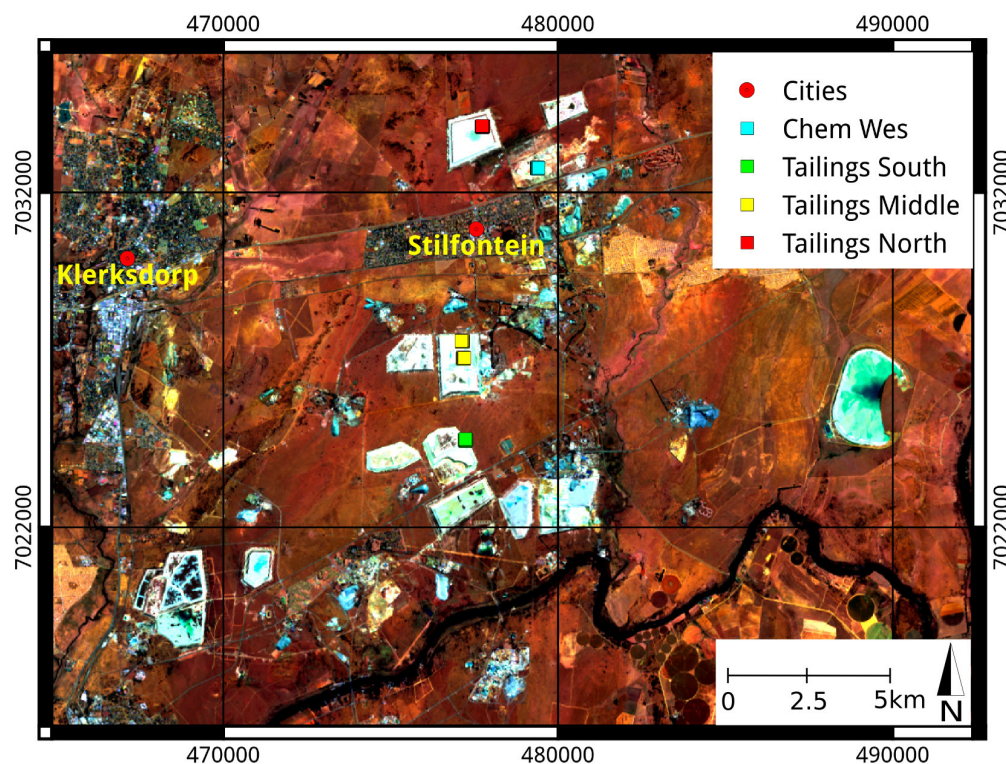 470000
480000
490000
Cities
Chem Wes
Tailings South
Tailings Middle
Tailings North
7032000
7032000
Stilfontein
Klerksdorp
7022000
7022000
0
2.5
5km
N
470000
480000
490000